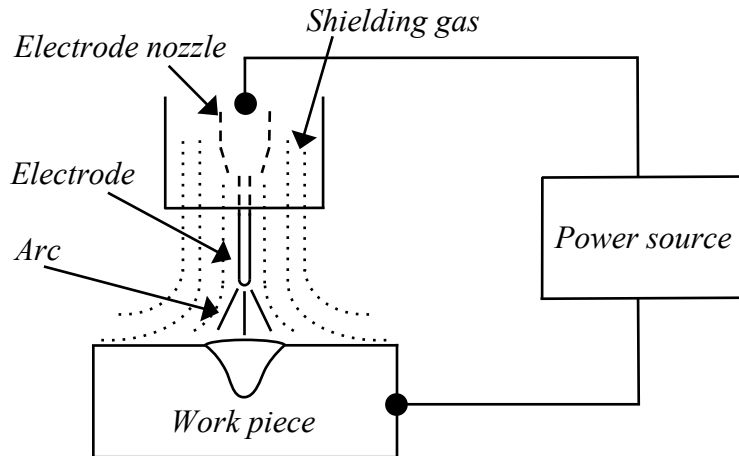 Shielding gas
Electrode nozzle
Electrode
Arc
Power source
Work piece